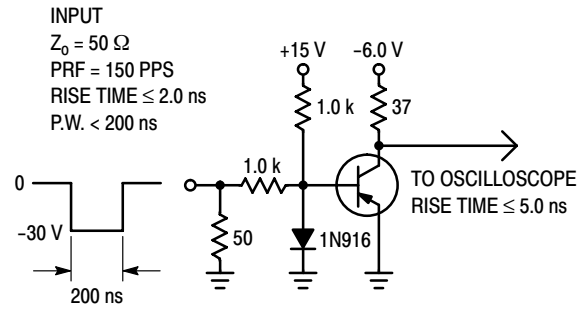 INPUT
Zo = 50 Ω
PRF = 150 PPS
RISE TIME ≤ 2.0 ns
P.W. < 200 ns
+15 V
−6.0 V
1.0 k
37
1.0 k
0
−30 V
200 ns
50
1N916
TO OSCILLOSCOPE
RISE TIME ≤ 5.0 ns